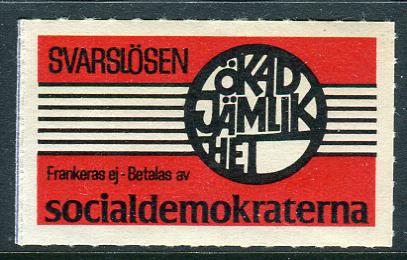 SVARSLÖSEN
ÖKAD
JÄMLIK
HET
Frankeras ej - Betalas av
socialdemokraterna